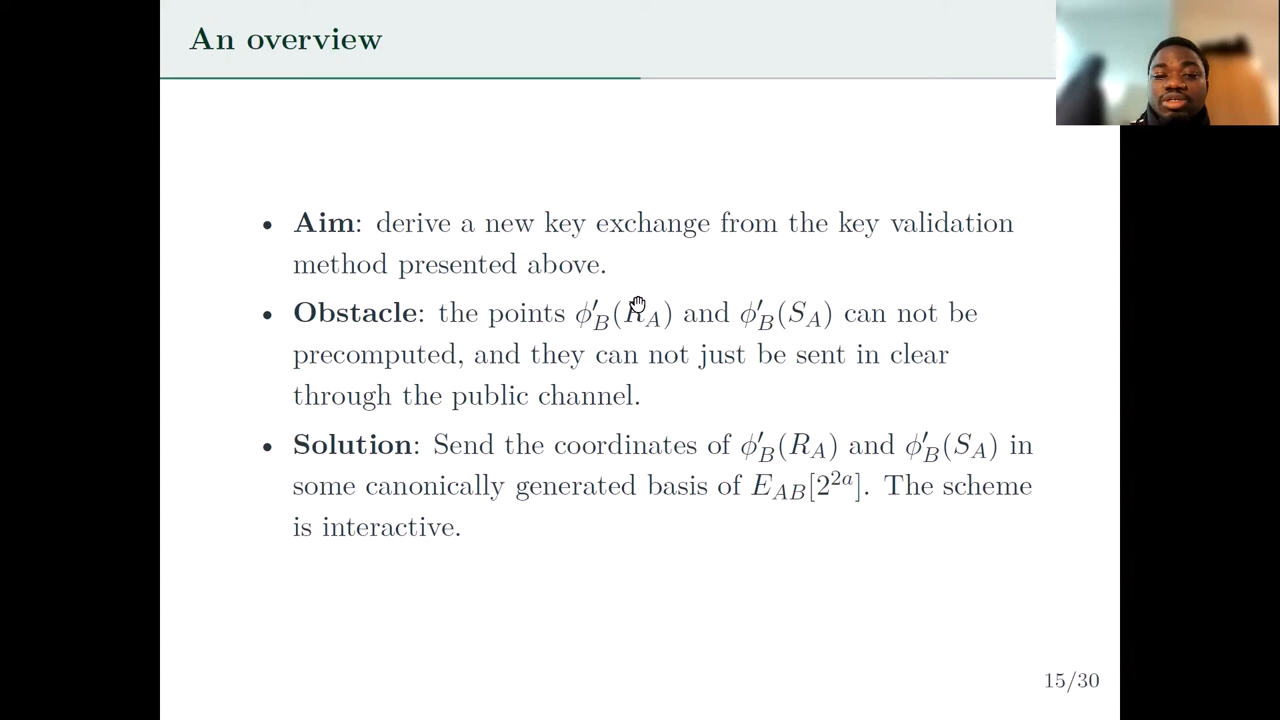 An overview
• Aim: derive a new key exchange from the key validation
method presented above.
• Obstacle: the points ϕ′_B(R_A) and ϕ′_B(S_A) can not be
precomputed, and they can not just be sent in clear
through the public channel.
• Solution: Send the coordinates of ϕ′_B(R_A) and ϕ′_B(S_A) in
some canonically generated basis of E_{AB}[2^{2a}]. The scheme
is interactive.
15/30